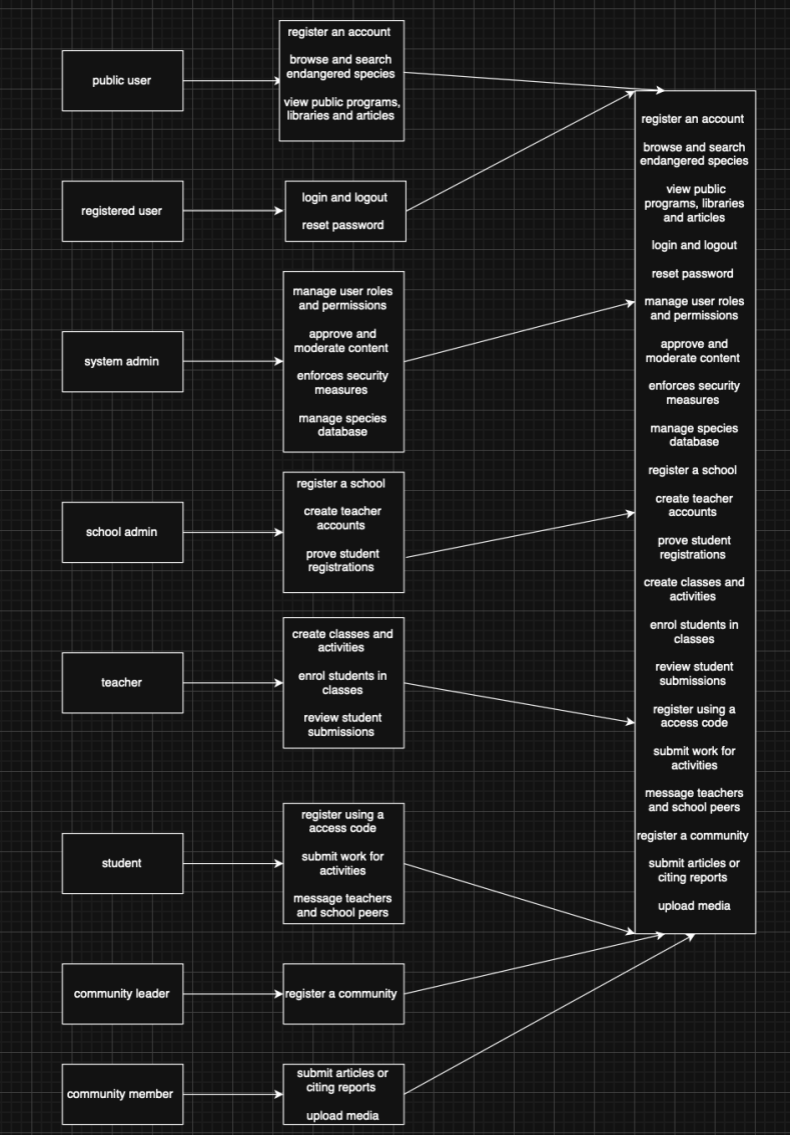 public user
register an account
browse and search
endangered species
view public programs,
libraries and articles
registered user
login and logout
reset password
system admin
manage user roles
and permissions
approve and
moderate content
enforces security
measures
manage species
database
school admin
register a school
create teacher
accounts
prove student
registrations
teacher
create classes and
activities
enrol students in
classes
review student
submissions
student
register using a
access code
submit work for
activities
message teachers
and school peers
community leader
register a community
community member
submit articles or
citing reports
upload media
register an account
browse and search
endangered species
view public
programs, libraries
and articles
login and logout
reset password
manage user roles
and permissions
approve and
moderate content
enforces security
measures
manage species
database
register a school
create teacher
accounts
prove student
registrations
create classes and
activities
enrol students in
classes
review student
submissions
register using a
access code
submit work for
activities
message teachers
and school peers
register a community
submit articles or
citing reports
upload media